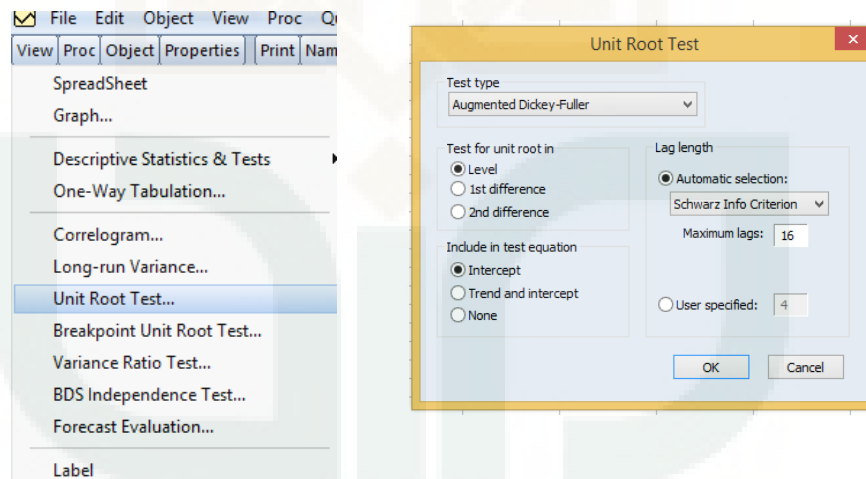 File Edit Object View Proc
View Proc Object Properties Print Nam
SpreadSheet
Graph...
Descriptive Statistics & Tests
One-Way Tabulation...
Correlogram...
Long-run Variance...
Unit Root Test...
Breakpoint Unit Root Test...
Variance Ratio Test...
BDS Independence Test...
Forecast Evaluation...
Label
Unit Root Test
Test type
Augmented Dickey-Fuller
Test for unit root in
Level
1st difference
2nd difference
Include in test equation
Intercept
Trend and intercept
None
Lag length
Automatic selection:
Schwarz Info Criterion
Maximum lags: 16
User specified: 4
OK Cancel